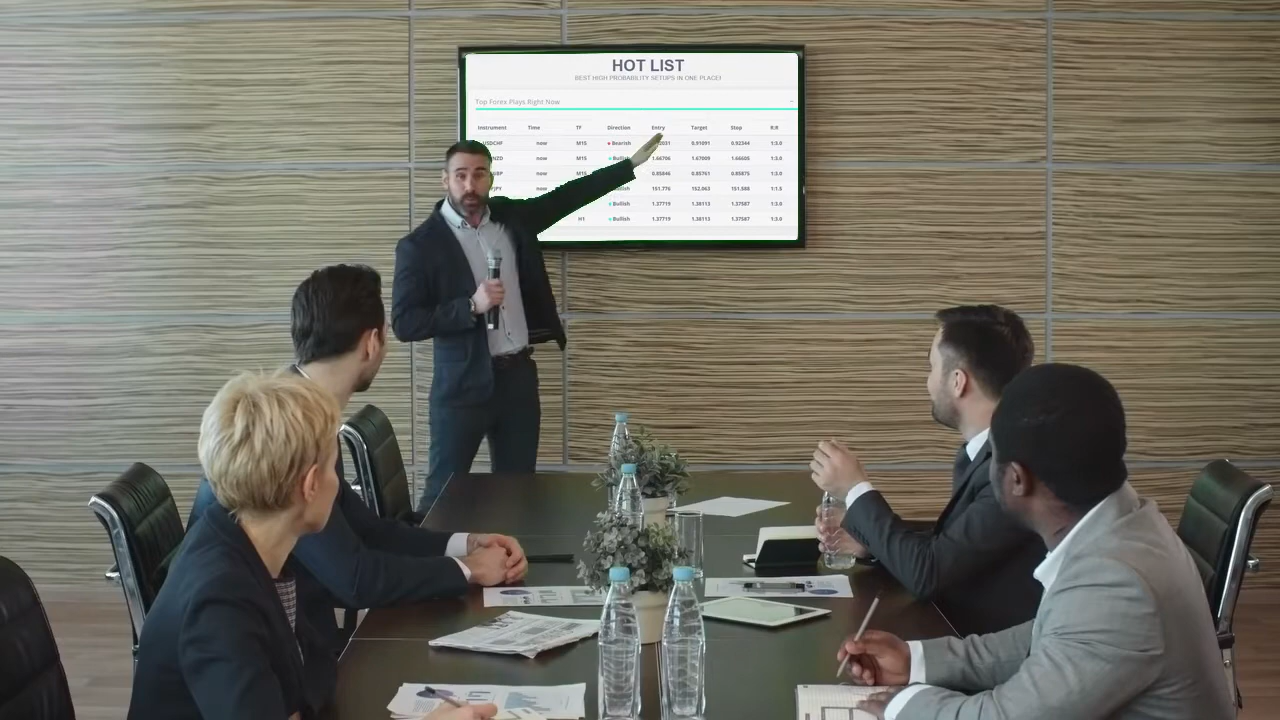 HOT LIST
BEST HIGH PROBABILITY SETUPS IN ONE PLACE!
Top Forex Plays Right Now
Instrument Time TF Direction Entry Target Stop R:R
USDCHF now M15 Bearish 0.91091 0.92344 1:3.0
now M15 1.66706 1.67009 1.66605 1:3.0
now M15 0.85846 0.85761 0.85875 1:3.0
now 151.776 152.063 151.588 1:1.5
Bullish 1.37719 1.38113 1.37587 1:3.0
H1 Bullish 1.37719 1.38113 1.37587 1:3.0